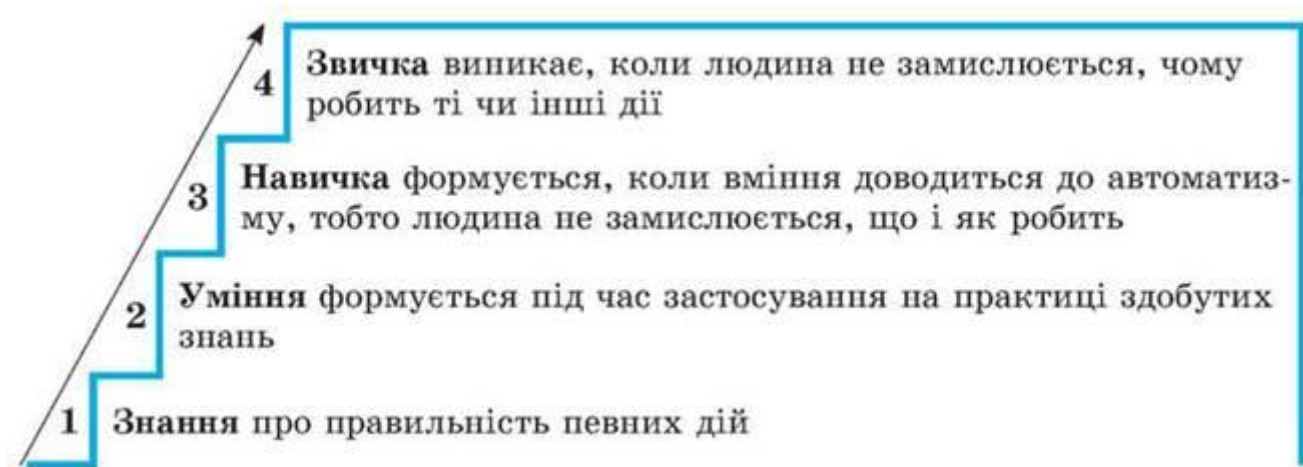 4
Звичка виникає, коли людина не замислюється, чому
робить ті чи інші дії
3
Навичка формується, коли вміння доводиться до автоматиз-
му, тобто людина не замислюється, що і як робить
2
Уміння формується під час застосування на практиці здобутих
знань
1 Знання про правильність певних дій